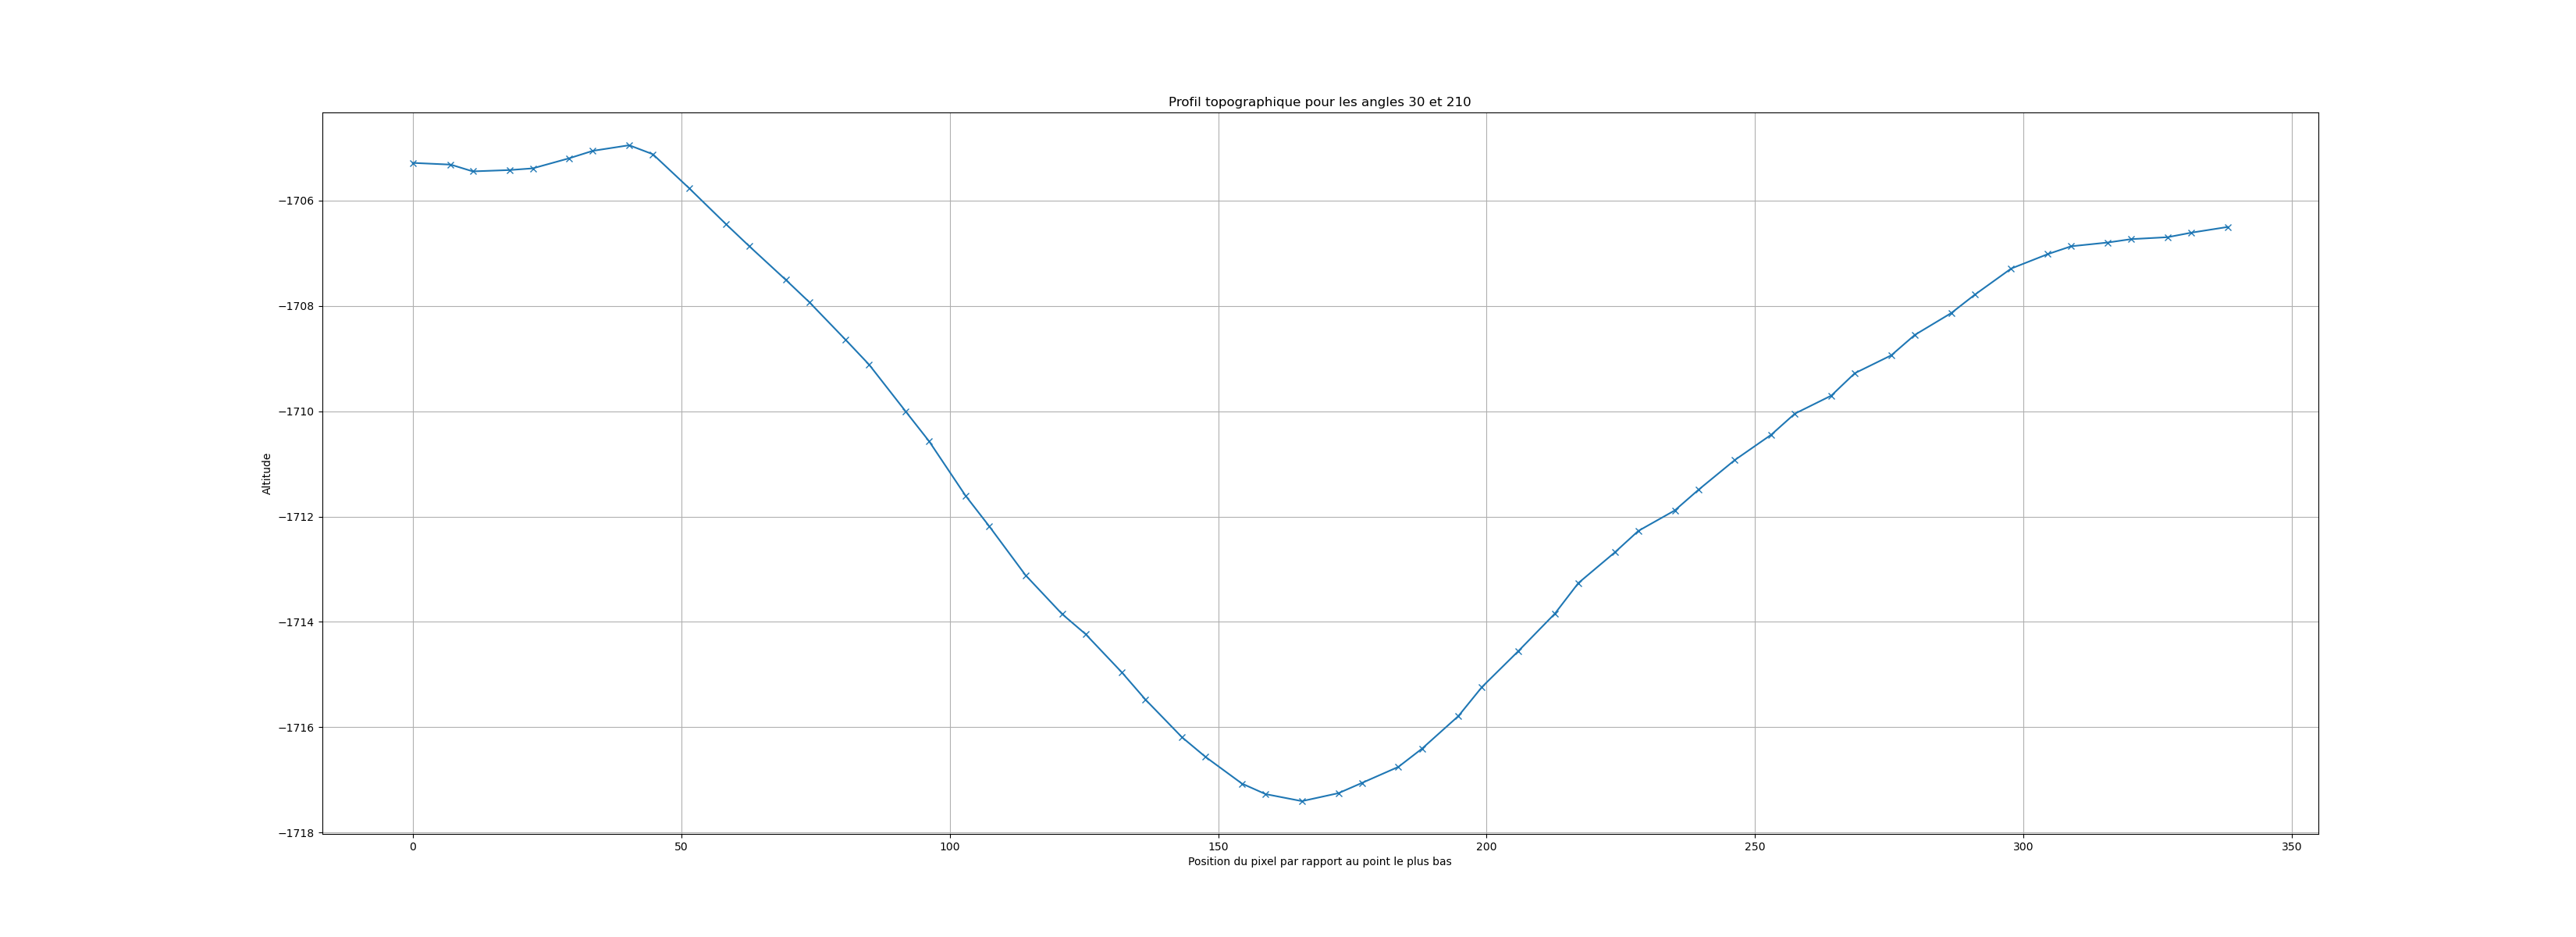 Profil topographique pour les angles 30 et 210
Altitude
−1706
−1708
−1710
−1712
−1714
−1716
−1718
0 50 100 150 200 250 300 350
Position du pixel par rapport au point le plus bas